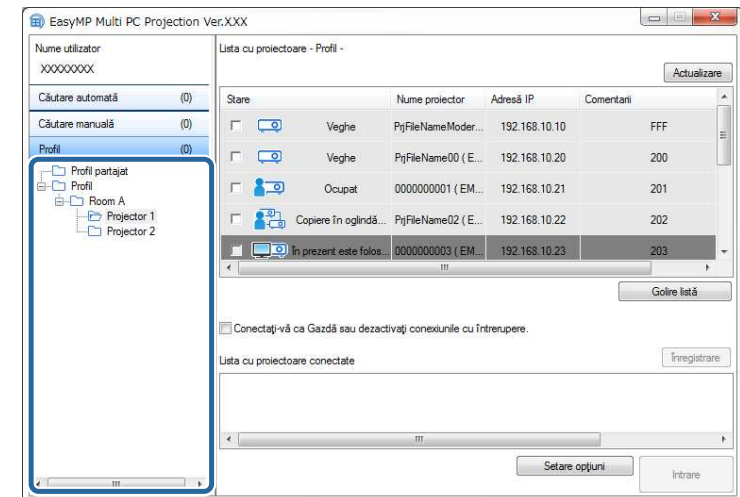 EasyMP Multi PC Projection Ver.XXX
Nume utilizator
XXXXXXXX
Căutare automată (0)
Căutare manuală (0)
Profil (0)
Profil partajat
Profil
Room A
Projector 1
Projector 2
Lista cu proiectoare - Profil -
Actualizare
Stare Nume proiector Adresă IP Comentarii
Veghe PrjFileNameModer... 192.168.10.10 FFF
Veghe PrjFileName00 ( E... 192.168.10.20 200
Ocupat 0000000001 ( EM... 192.168.10.21 201
Copiere în oglindă... PrjFileName02 ( E... 192.168.10.22 202
În prezent este folos... 0000000003 ( EM... 192.168.10.23 203
Golire listă
Conectaţi-vă ca Gazdă sau dezactivaţi conexiunile cu întrerupere.
Lista cu proiectoare conectate
Înregistrare
Setare opţiuni
Intrare